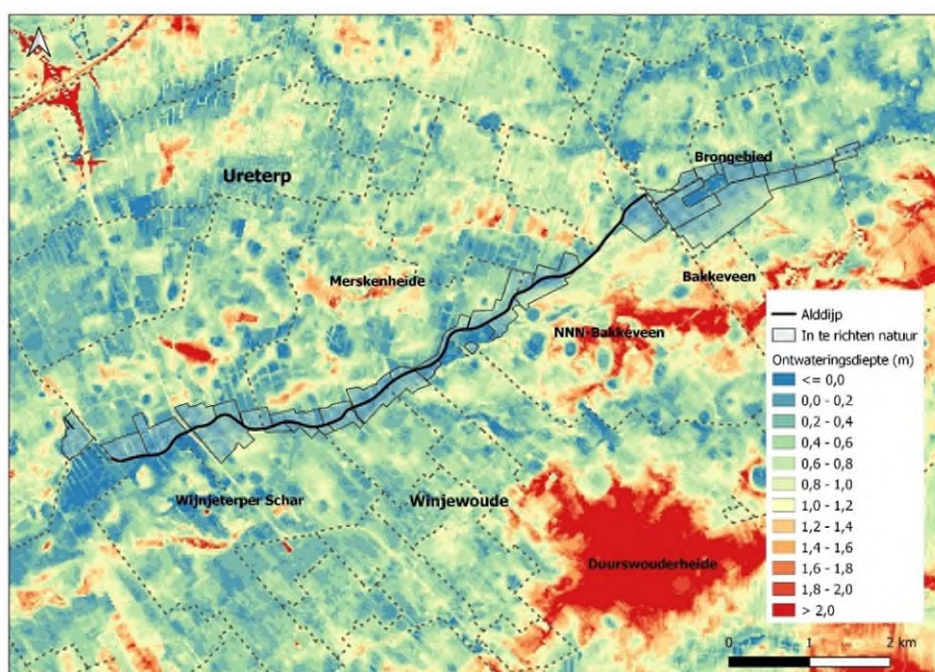 Brongebied
Ureterp
Merskenheide
Bakkeveen
NNN-Bakkeveen
Wijnjeterper Schar
Winjewoude
Duurswouderheide
Alddijp
In te richten natuur
Ontwateringsdiepte (m)
<= 0,0
0,0 - 0,2
0,2 - 0,4
0,4 - 0,6
0,6 - 0,8
0,8 - 1,0
1,0 - 1,2
1,2 - 1,4
1,4 - 1,6
1,6 - 1,8
1,8 - 2,0
> 2,0
0 1 2 km